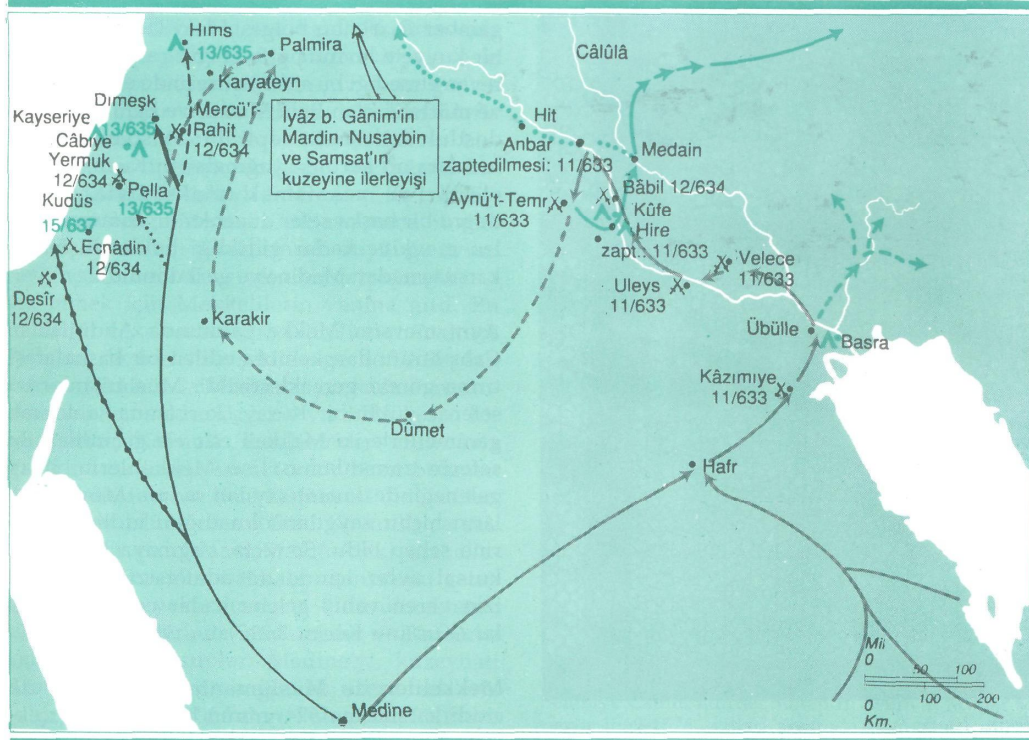 Hıms
13/635
Palmira
Karyateyn
Dımeşk
Kayseriye
13/635
Câbiye
Yermuk
12/634
Mercü'r-
Rahit
12/634
Pella
13/635
Kudüs
15/637
Ecnâdin
12/634
Desîr
12/634
İyâz b. Gânim'in
Mardin, Nusaybin
ve Samsat'ın
kuzeyine ilerleyişi
Câlûlâ
Hit
Anbar
zaptedilmesi: 11/633
Medain
Aynü't-Temr
11/633
Bâbil 12/634
Kûfe
Hire
zapt.: 11/633
Velece
11/633
Uleys
11/633
Übülle
Basra
Kâzımıye
11/633
Karakir
Dûmet
Hafr
Medine
Mil
0
50 100
100 200
0
Km.